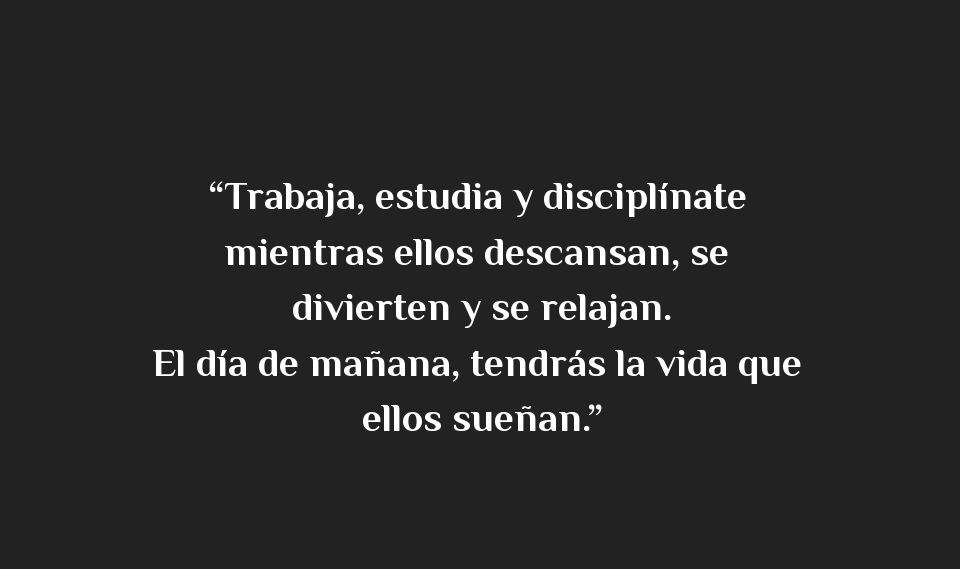 “Trabaja, estudia y disciplínate
mientras ellos descansan, se
divierten y se relajan.
El día de mañana, tendrás la vida que
ellos sueñan.”